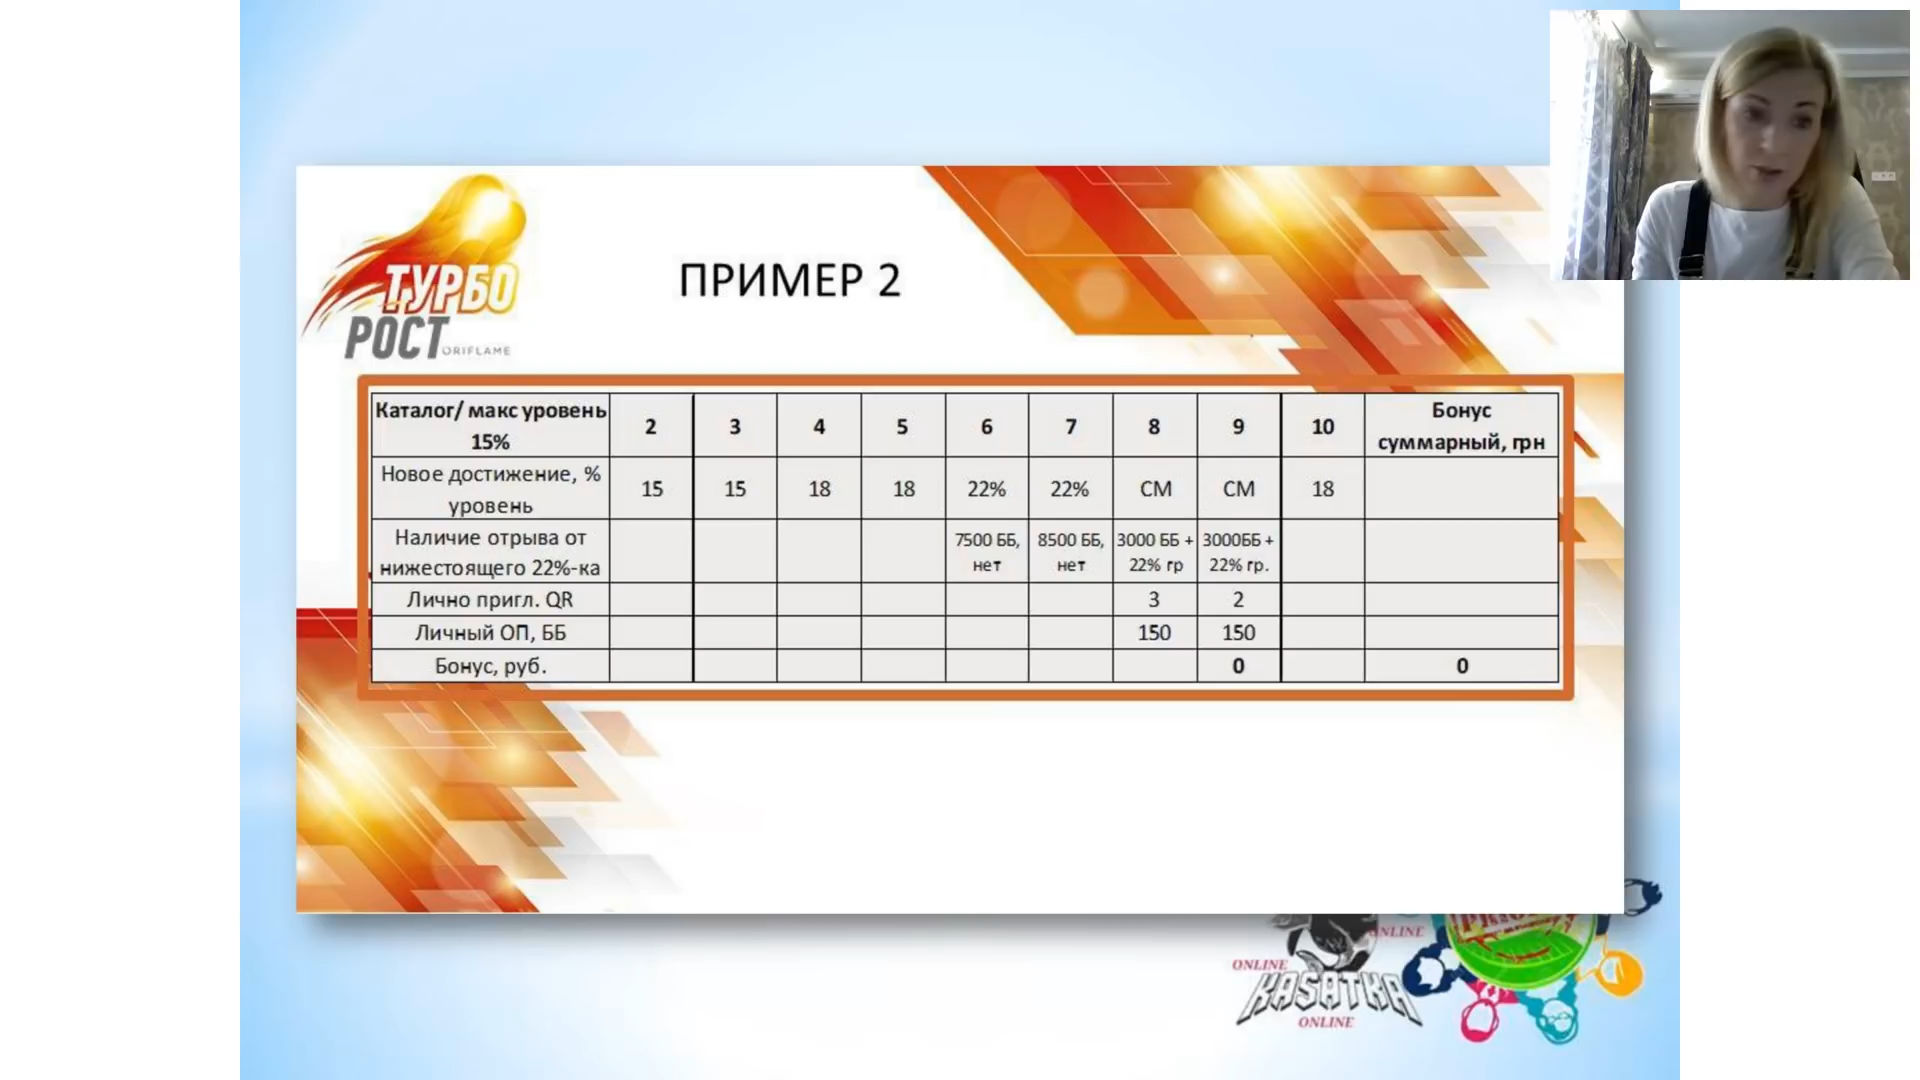 ТУРБО
РОСТ
ORIFLAME
ПРИМЕР 2
Каталог/ макс уровень 15% 2 3 4 5 6 7 8 9 10 Бонус суммарный, грн
Новое достижение, % уровень 15 15 18 18 22% 22% СМ СМ 18
Наличие отрыва от нижестоящего 22%-ка 7500 ББ, нет 8500 ББ, нет 3000 ББ + 22% гр 3000ББ + 22% гр.
Лично пригл. QR 3 2
Личный ОП, ББ 150 150
Бонус, руб. 0 0
ONLINE
ONLINE
KASATKA
ONLINE